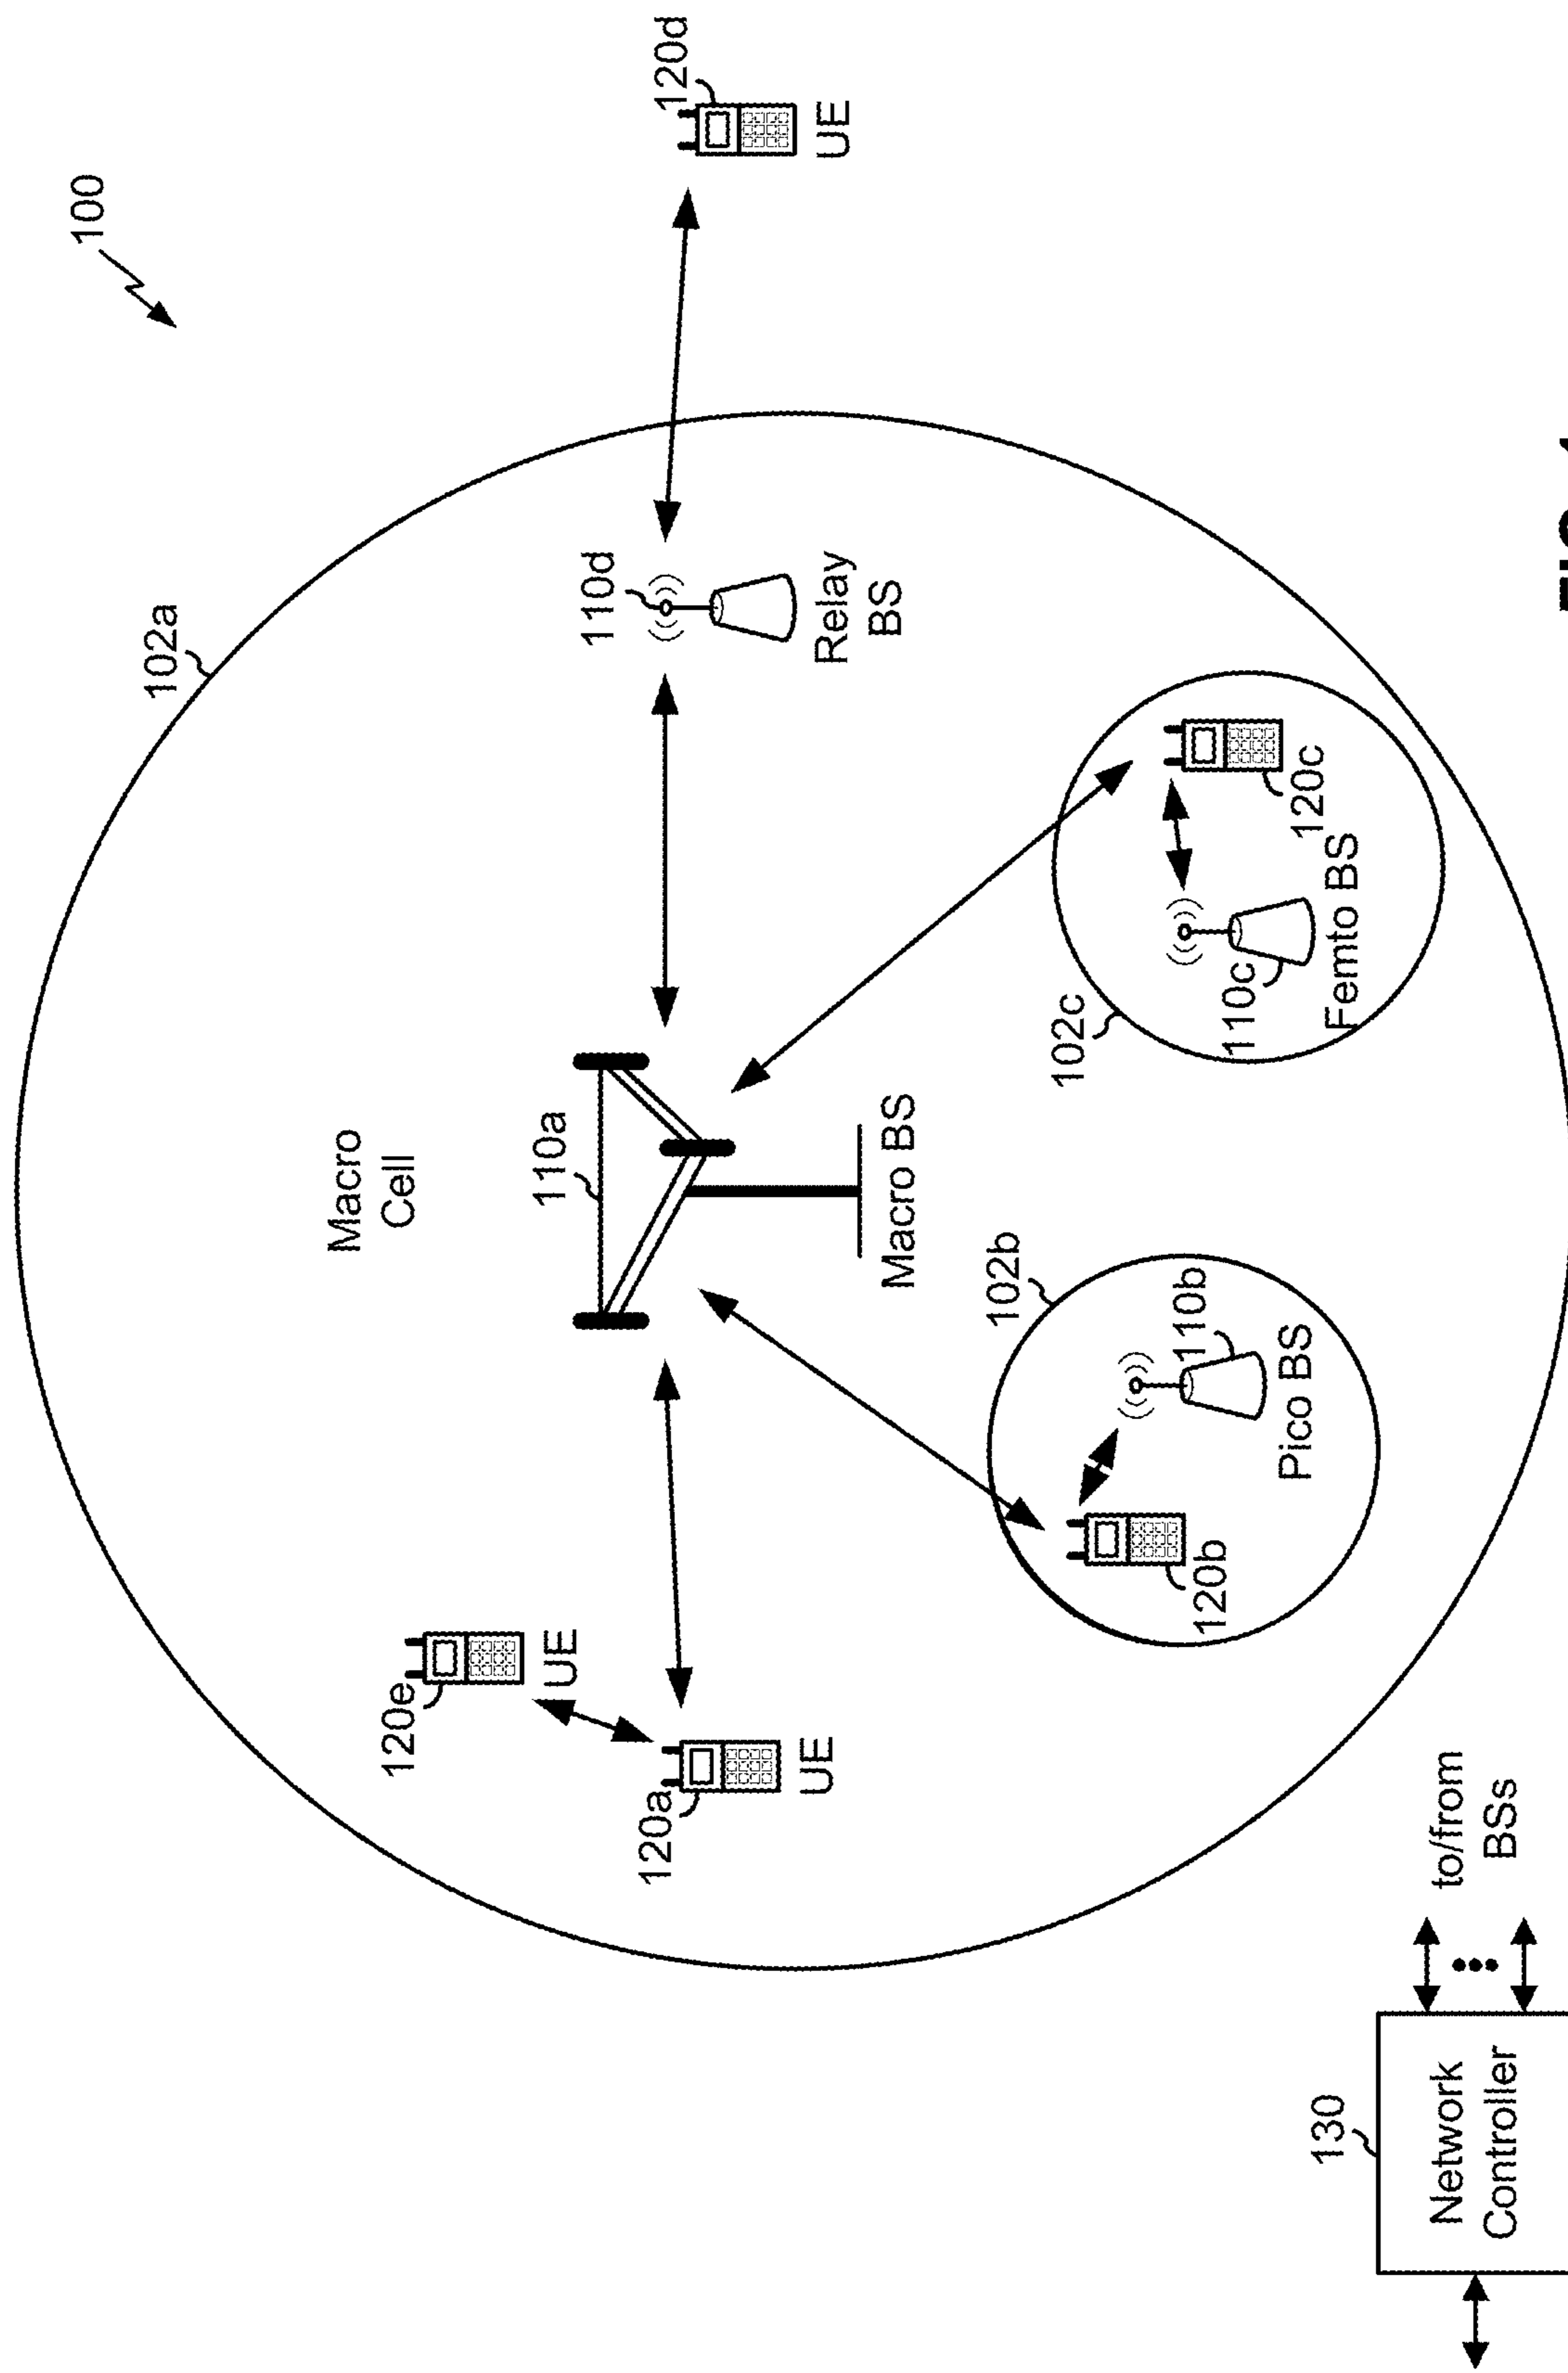 100
102a
Macro
Cell
120e
UE
110a
110d
120d
120a
UE
Relay
BS
UE
Macro BS
102b
102c
110b
120b
Pico BS
110c
120c
Femto BS
130
Network
Controller
to/from
BSs